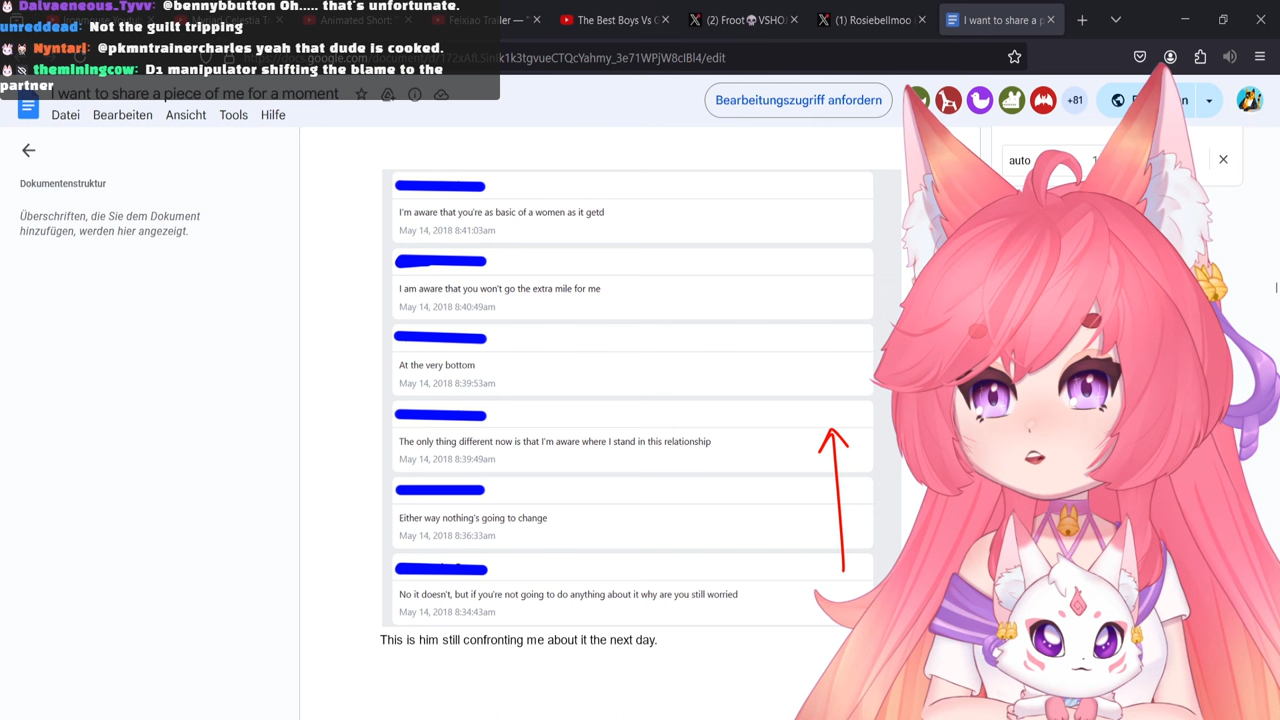 Dalvaeneous_Tyvv: @bennybbutton Oh..... that's unfortunate.
unreddead: Not the guilt tripping
Nyntari: @pkmntrainercharles yeah that dude is cooked.
theminingcow: D1 manipulator shifting the blame to the
partner
Animated Short:
Feixiao Trailer —
The Best Boys Vs
(2) Froot💀VSHO
(1) Rosiebellmoo
I want to share a p
k1k3tgvueCTQcYahmy_3e71WPjW8cIBl4/edit
I want to share a piece of me for a moment
Datei Bearbeiten Ansicht Tools Hilfe
Bearbeitungszugriff anfordern
+81
Dokumentenstruktur
Überschriften, die Sie dem Dokument
hinzufügen, werden hier angezeigt.
auto
I'm aware that you're as basic of a women as it getd
May 14, 2018 8:41:03am
I am aware that you won't go the extra mile for me
May 14, 2018 8:40:49am
At the very bottom
May 14, 2018 8:39:53am
The only thing different now is that I'm aware where I stand in this relationship
May 14, 2018 8:39:49am
Either way nothing's going to change
May 14, 2018 8:36:33am
No it doesn't, but if you're not going to do anything about it why are you still worried
May 14, 2018 8:34:43am
This is him still confronting me about it the next day.